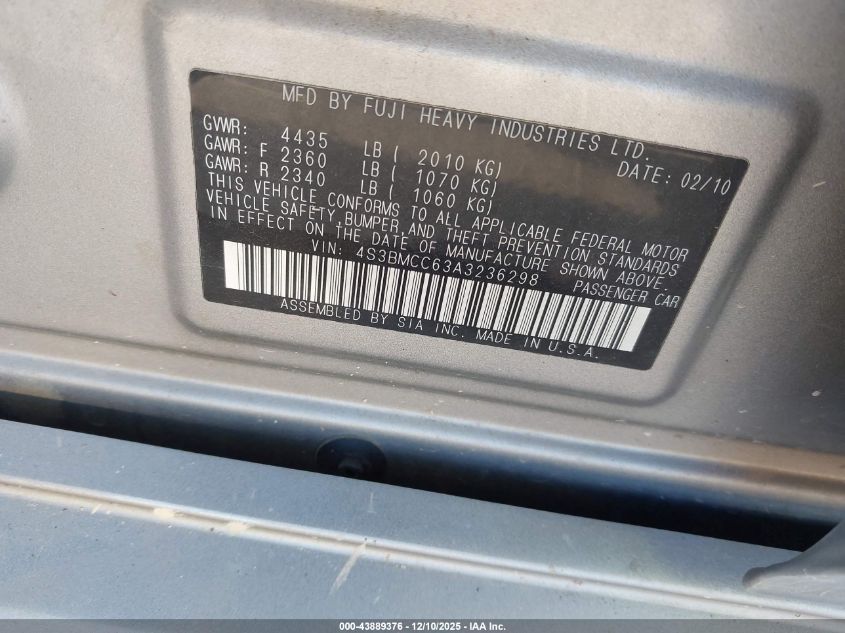 MFD BY FUJI HEAVY INDUSTRIES LTD.
GVWR: 4435 LB ( 2010 KG) DATE: 02/10
GAWR: F 2360 LB ( 1070 KG)
GAWR: R 2340 LB ( 1060 KG)
THIS VEHICLE CONFORMS TO ALL APPLICABLE FEDERAL MOTOR
VEHICLE SAFETY, BUMPER, AND THEFT PREVENTION STANDARDS
IN EFFECT ON THE DATE OF MANUFACTURE SHOWN ABOVE.
VIN: 4S3BMCC63A3236298 PASSENGER CAR
ASSEMBLED BY SIA INC. MADE IN U.S.A.
000-43889376 - 12/10/2025 - IAA Inc.